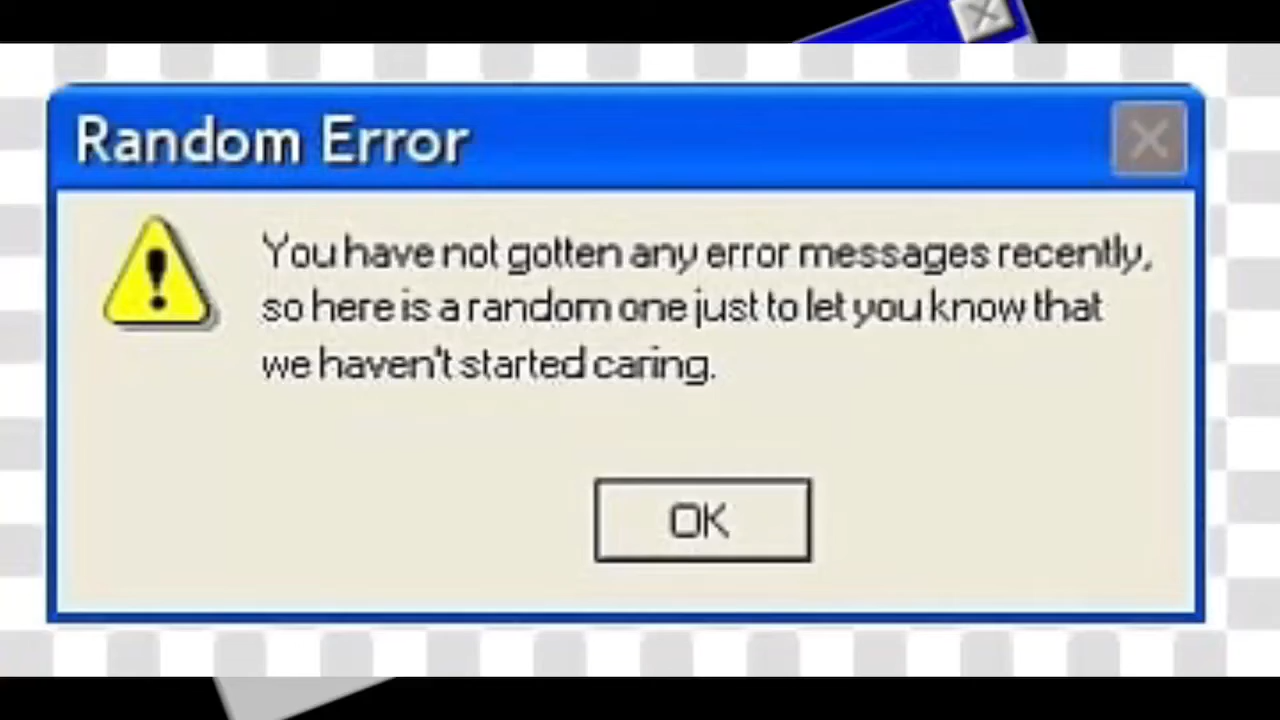 Random Error
You have not gotten any error messages recently,
so here is a random one just to let you know that
we haven't started caring.
OK